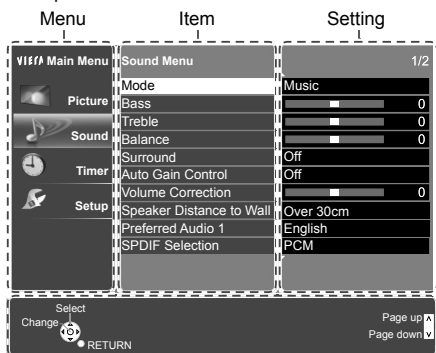 Menu Item Setting
VIErA Main Menu Sound Menu 1/2
Mode Music
Picture Bass 0
Treble 0
Sound Balance 0
Surround Off
Timer Auto Gain Control Off
Volume Correction 0
Setup Speaker Distance to Wall Over 30cm
Preferred Audio 1 English
SPDIF Selection PCM
Select
Change
RETURN
Page up
Page down